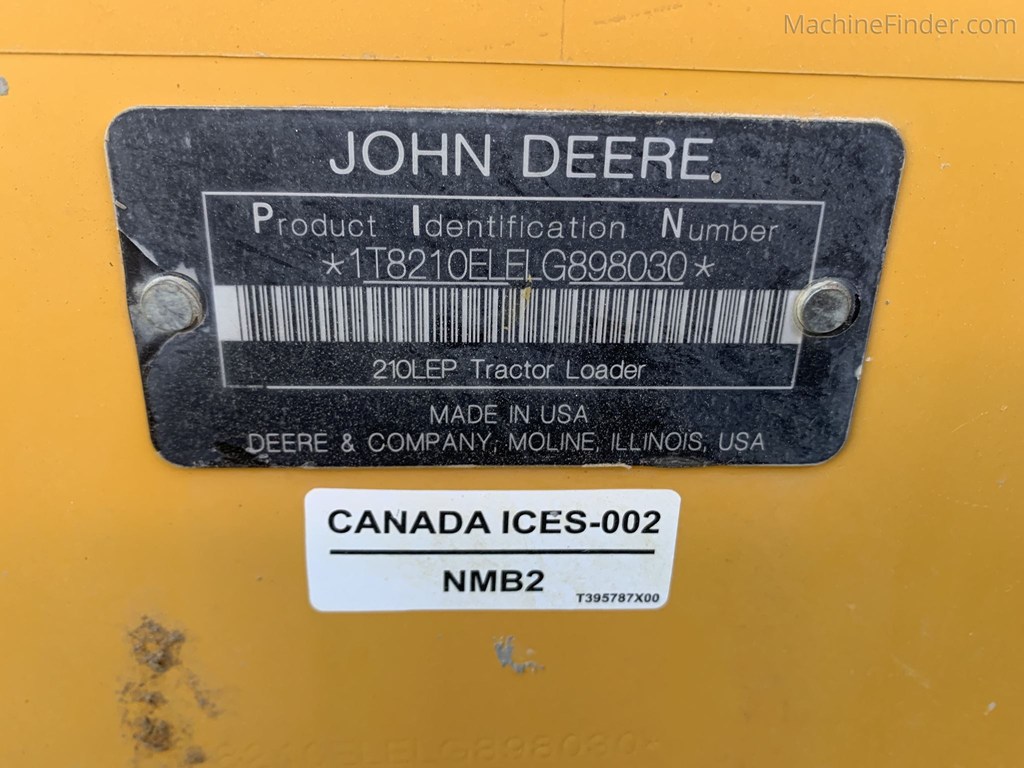 MachineFinder.com
JOHN DEERE
Product Identification Number
*1T8210ELELG898030*
210LEP Tractor Loader
MADE IN USA
DEERE & COMPANY, MOLINE, ILLINOIS, USA
CANADA ICES-002
NMB2
T395787X00
8210ELELG898030*